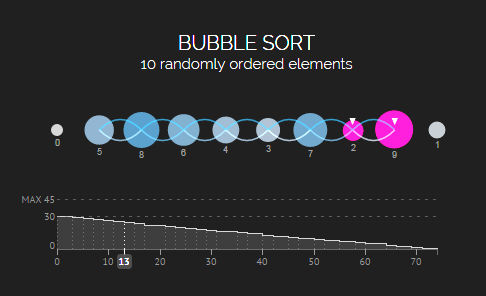 BUBBLE SORT
10 randomly ordered elements
0 5 8 6 4 3 7 2 9 1
MAX 45
30
0
0 10 13 20 30 40 50 60 70